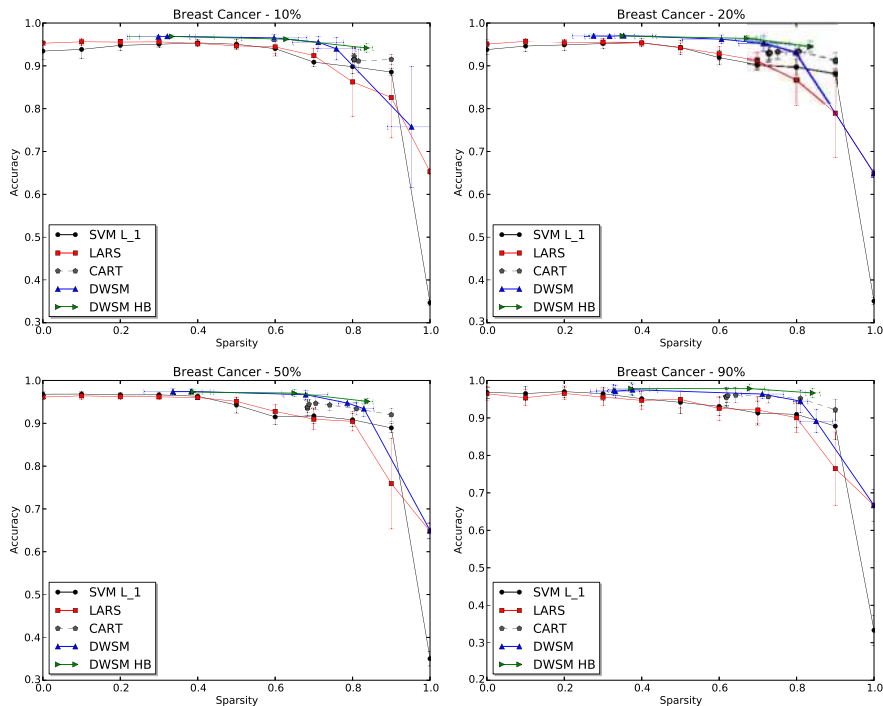 Breast Cancer - 10%
1.0
0.9
0.8
0.7
0.6
0.5
0.4
0.3
Accuracy
SVM L_1
LARS
CART
DWSM
DWSM HB
0.0 0.2 0.4 0.6 0.8 1.0
Sparsity
Breast Cancer - 20%
1.0
0.9
0.8
0.7
0.6
0.5
0.4
0.3
Accuracy
SVM L_1
LARS
CART
DWSM
DWSM HB
0.0 0.2 0.4 0.6 0.8 1.0
Sparsity
Breast Cancer - 50%
1.0
0.9
0.8
0.7
0.6
0.5
0.4
0.3
Accuracy
SVM L_1
LARS
CART
DWSM
DWSM HB
0.0 0.2 0.4 0.6 0.8 1.0
Sparsity
Breast Cancer - 90%
1.0
0.9
0.8
0.7
0.6
0.5
0.4
0.3
0.2
Accuracy
SVM L_1
LARS
CART
DWSM
DWSM HB
0.0 0.2 0.4 0.6 0.8 1.0
Sparsity